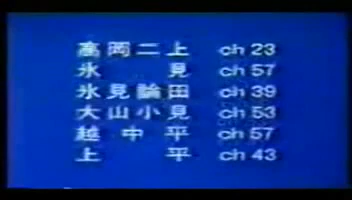 高岡二上 ch 23
氷見 ch 57
氷見論田 ch 39
大山小見 ch 53
越中平 ch 57
上平 ch 43